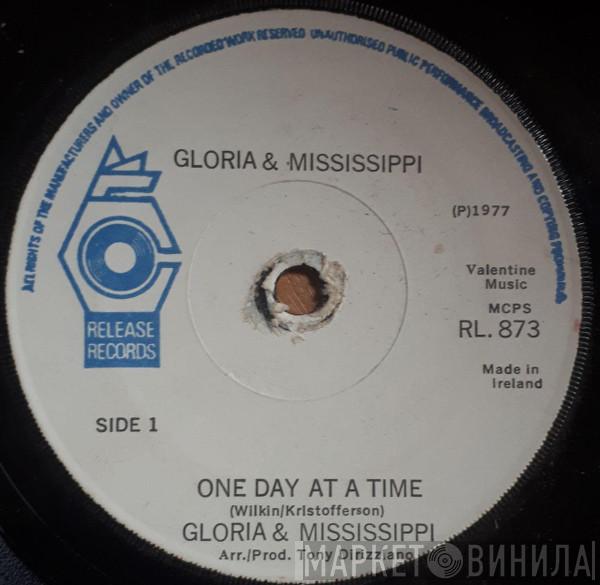 ALL RIGHTS OF THE MANUFACTURERS AND OWNER OF THE RECORDED WORK RESERVED UNAUTHORISED PUBLIC PERFORMANCE BROADCASTING AND COPYING PROHIBITED
GLORIA & MISSISSIPPI
(P)1977
Valentine
Music
MCPS
RL. 873
RELEASE
RECORDS
Made in
Ireland
SIDE 1
ONE DAY AT A TIME
(Wilkin/Kristofferson)
GLORIA & MISSISSIPPI
Arr./Prod. Tony Dirizziano
МАРКЕТ ВИНИЛА